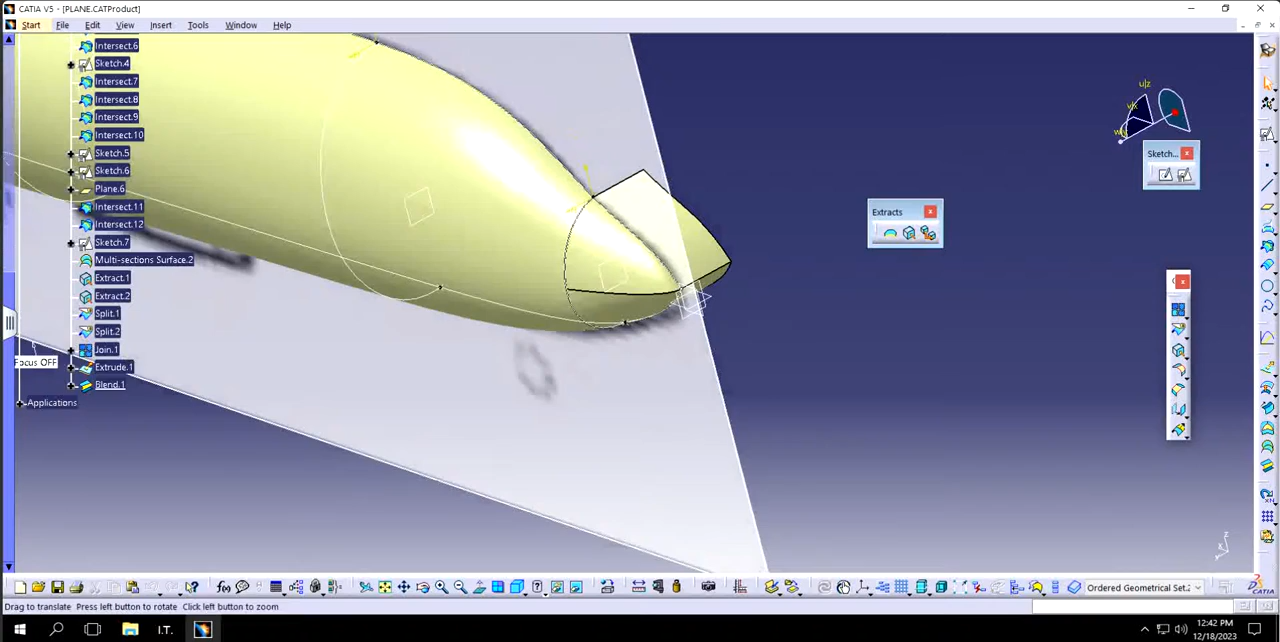 CATIA V5 - [PLANE.CATProduct]
Start File Edit View Insert Tools Window Help
Intersect.6
Sketch.4
Intersect.7
Intersect.8
Intersect.9
Intersect.10
Sketch.5
Sketch.6
Plane.6
Intersect.11
Intersect.12
Sketch.7
Multi-sections Surface.2
Extract.1
Extract.2
Split.1
Split.2
Join.1
Focus OFF
Extrude.1
Blend.1
Applications
u|z
v|x
w|y
Sketch...
Extracts
z
x
y
f(x)
Ordered Geometrical Set.2
CATIA
Drag to translate Press left button to rotate Click left button to zoom
I.T.
12:42 PM
12/18/2023